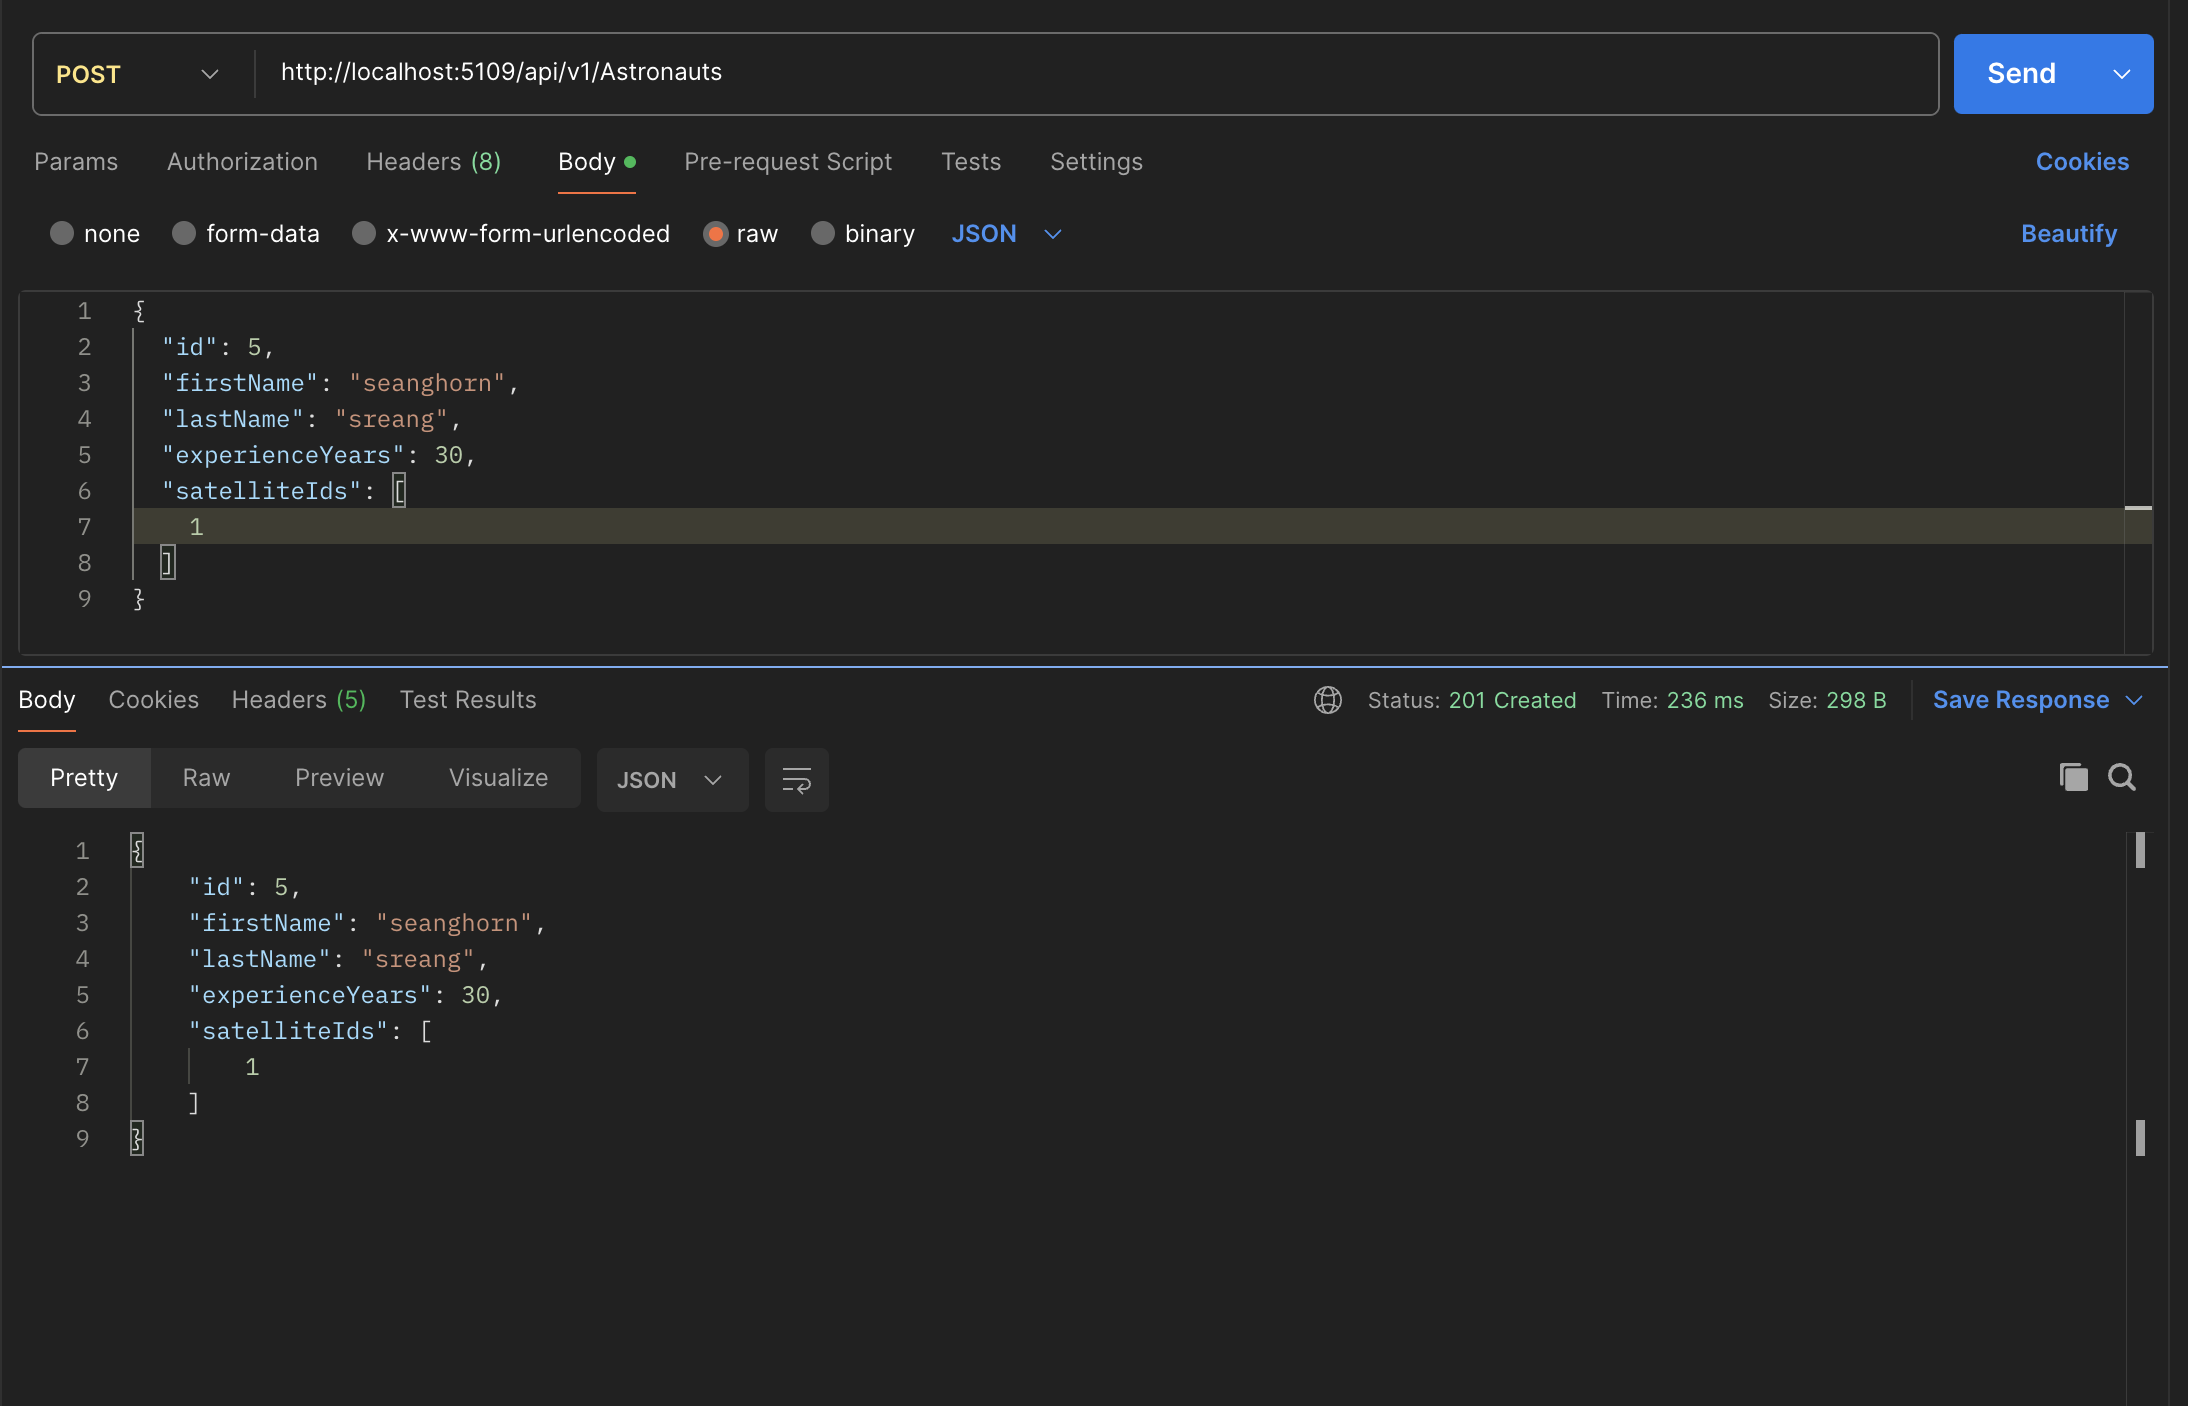 POST http://localhost:5109/api/v1/Astronauts Send
Params Authorization Headers (8) Body Pre-request Script Tests Settings Cookies
none form-data x-www-form-urlencoded raw binary JSON Beautify
1 {
2 "id": 5,
3 "firstName": "seanghorn",
4 "lastName": "sreang",
5 "experienceYears": 30,
6 "satelliteIds": [
7 1
8 ]
9 }
Body Cookies Headers (5) Test Results Status: 201 Created Time: 236 ms Size: 298 B Save Response
Pretty Raw Preview Visualize JSON
1 {
2 "id": 5,
3 "firstName": "seanghorn",
4 "lastName": "sreang",
5 "experienceYears": 30,
6 "satelliteIds": [
7 1
8 ]
9 }